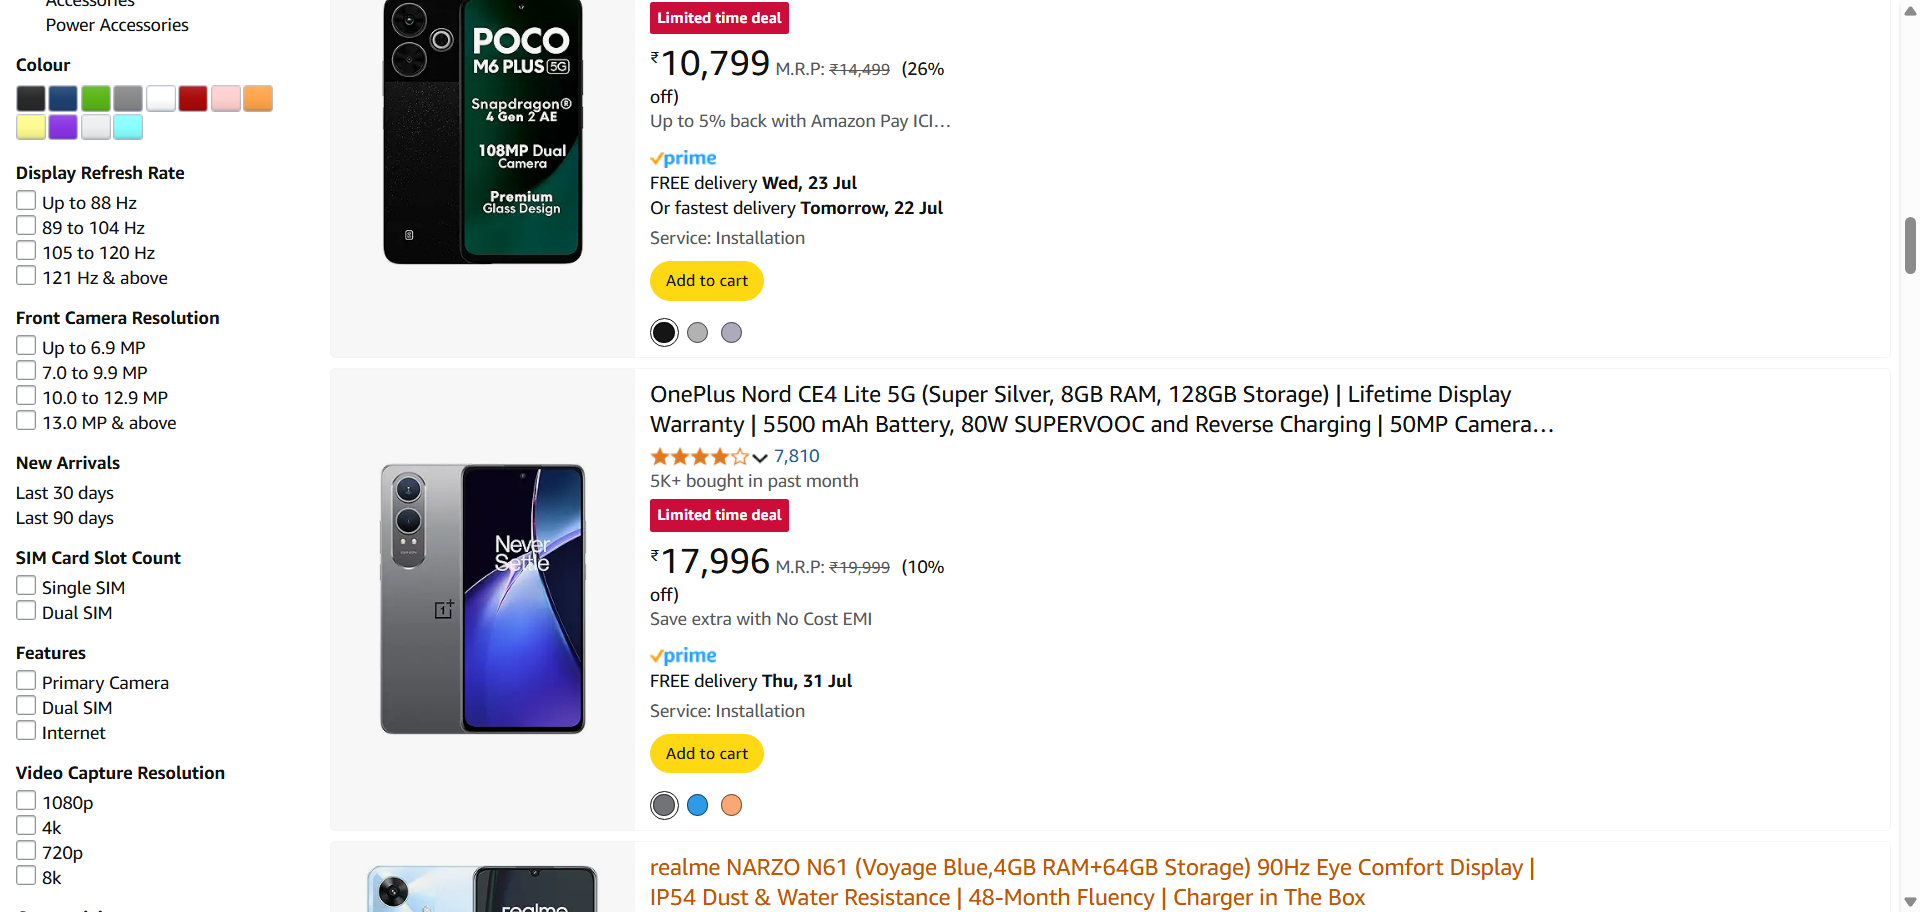 Accessories
Power Accessories
Colour
Display Refresh Rate
Up to 88 Hz
89 to 104 Hz
105 to 120 Hz
121 Hz & above
Front Camera Resolution
Up to 6.9 MP
7.0 to 9.9 MP
10.0 to 12.9 MP
13.0 MP & above
New Arrivals
Last 30 days
Last 90 days
SIM Card Slot Count
Single SIM
Dual SIM
Features
Primary Camera
Dual SIM
Internet
Video Capture Resolution
1080p
4k
720p
8k
POCO
M6 PLUS 5G
Snapdragon®
4 Gen 2 AE
108MP Dual
Camera
Premium
Glass Design
Limited time deal
₹10,799 M.R.P: ₹14,499 (26%
off)
Up to 5% back with Amazon Pay ICI…
prime
FREE delivery Wed, 23 Jul
Or fastest delivery Tomorrow, 22 Jul
Service: Installation
Add to cart
Never
Settle
OnePlus Nord CE4 Lite 5G (Super Silver, 8GB RAM, 128GB Storage) | Lifetime Display
Warranty | 5500 mAh Battery, 80W SUPERVOOC and Reverse Charging | 50MP Camera…
7,810
5K+ bought in past month
Limited time deal
₹17,996 M.R.P: ₹19,999 (10%
off)
Save extra with No Cost EMI
prime
FREE delivery Thu, 31 Jul
Service: Installation
Add to cart
realme
realme NARZO N61 (Voyage Blue,4GB RAM+64GB Storage) 90Hz Eye Comfort Display |
IP54 Dust & Water Resistance | 48-Month Fluency | Charger in The Box